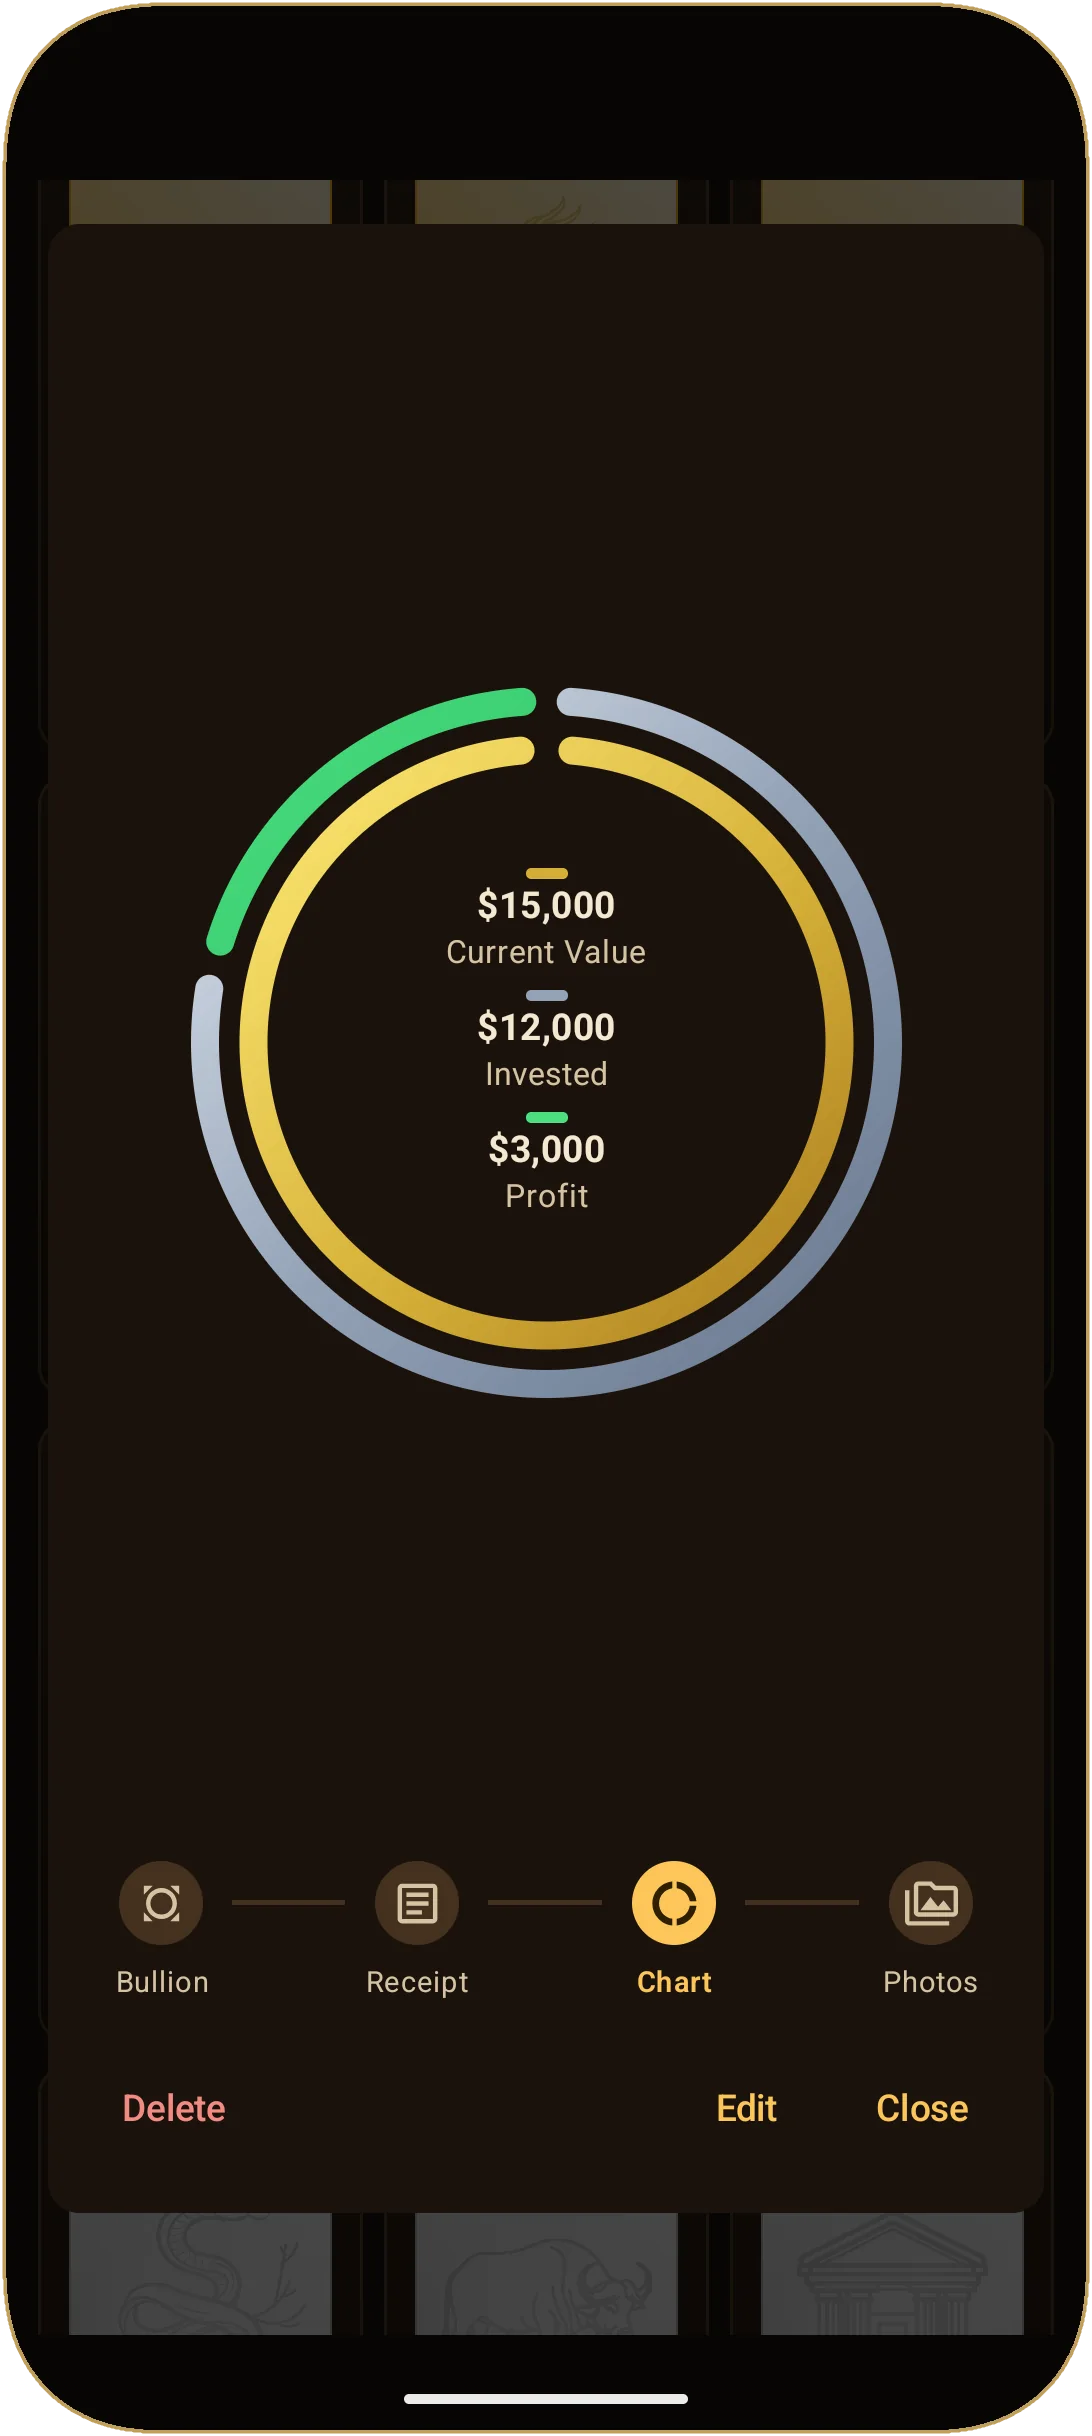 $15,000
Current Value
$12,000
Invested
$3,000
Profit
Bullion
Receipt
Chart
Photos
Delete
Edit
Close